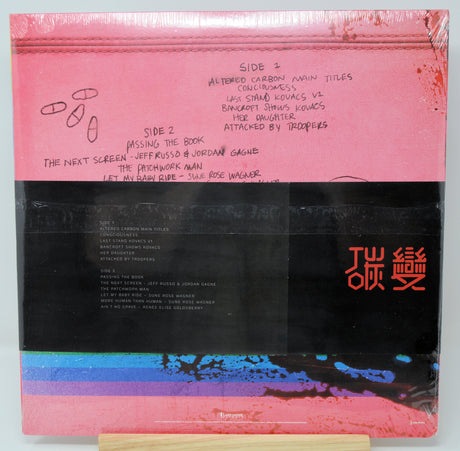 SIDE 1
ALTERED CARBON MAIN TITLES
CONCIOUSNESS
LAST STAND KOVACS V2
BANCROFT SHOWS KOVACS
HER DAUGHTER
ATTACKED BY TROOPERS
SIDE 2
PASSING THE BOOK
THE NEXT SCREEN - JEFF RUSSO & JORDAN GAGNE
THE PATCHWORK MAN
LET MY BABY RIDE - SUNE ROSE WAGNER
SIDE 1
ALTERED CARBON MAIN TITLES
CONSCIOUSNESS
LAST STAND KOVACS V1
BANCROFT SHOWS KOVACS
HER DAUGHTER
ATTACKED BY TROOPERS
SIDE 2
PASSING THE BOOK
THE NEXT SCREEN - JEFF RUSSO & JORDAN GAGNE
THE PATCHWORK MAN
LET MY BABY RIDE - SUNE ROSE WAGNER
MORE HUMAN THAN HUMAN - SUNE ROSE WAGNER
AIN'T NO GRAVE - RENEE ELISE GOLDSBERRY
碳變